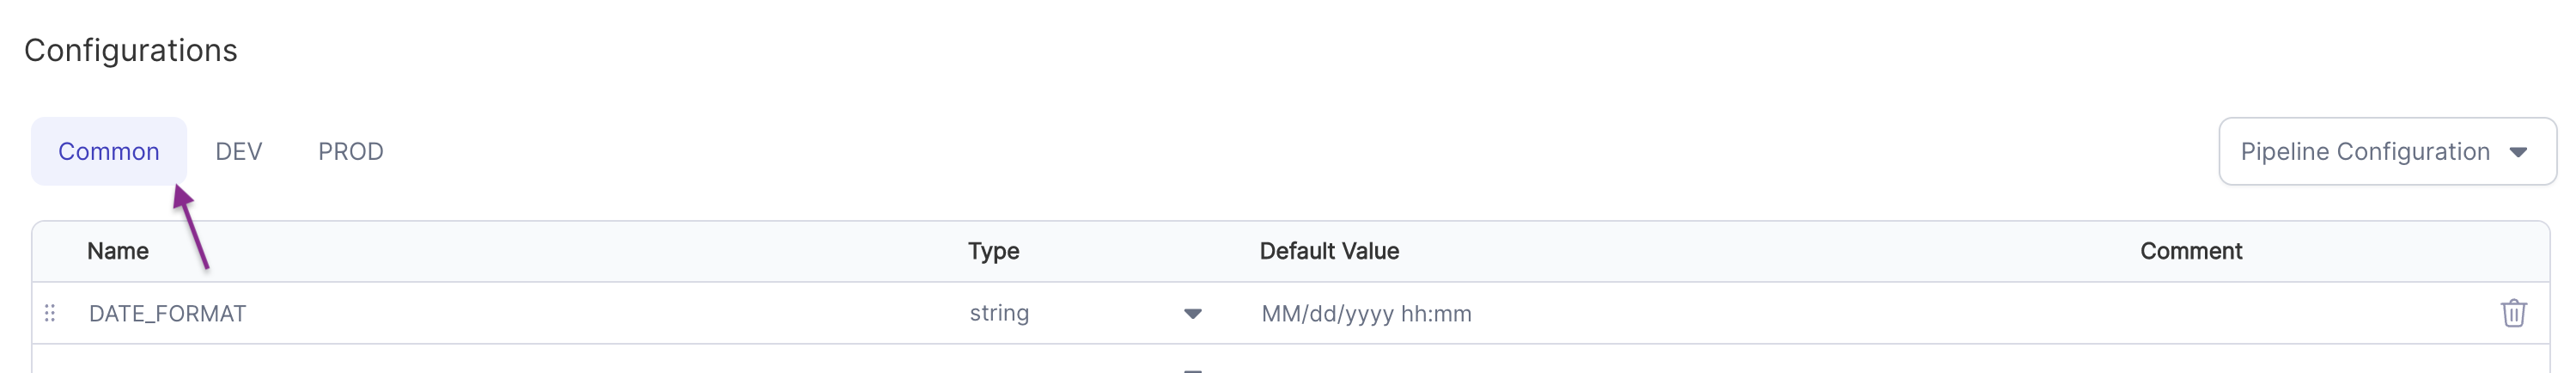 Configurations
Common DEV PROD Pipeline Configuration
Name Type Default Value Comment
DATE_FORMAT string MM/dd/yyyy hh:mm